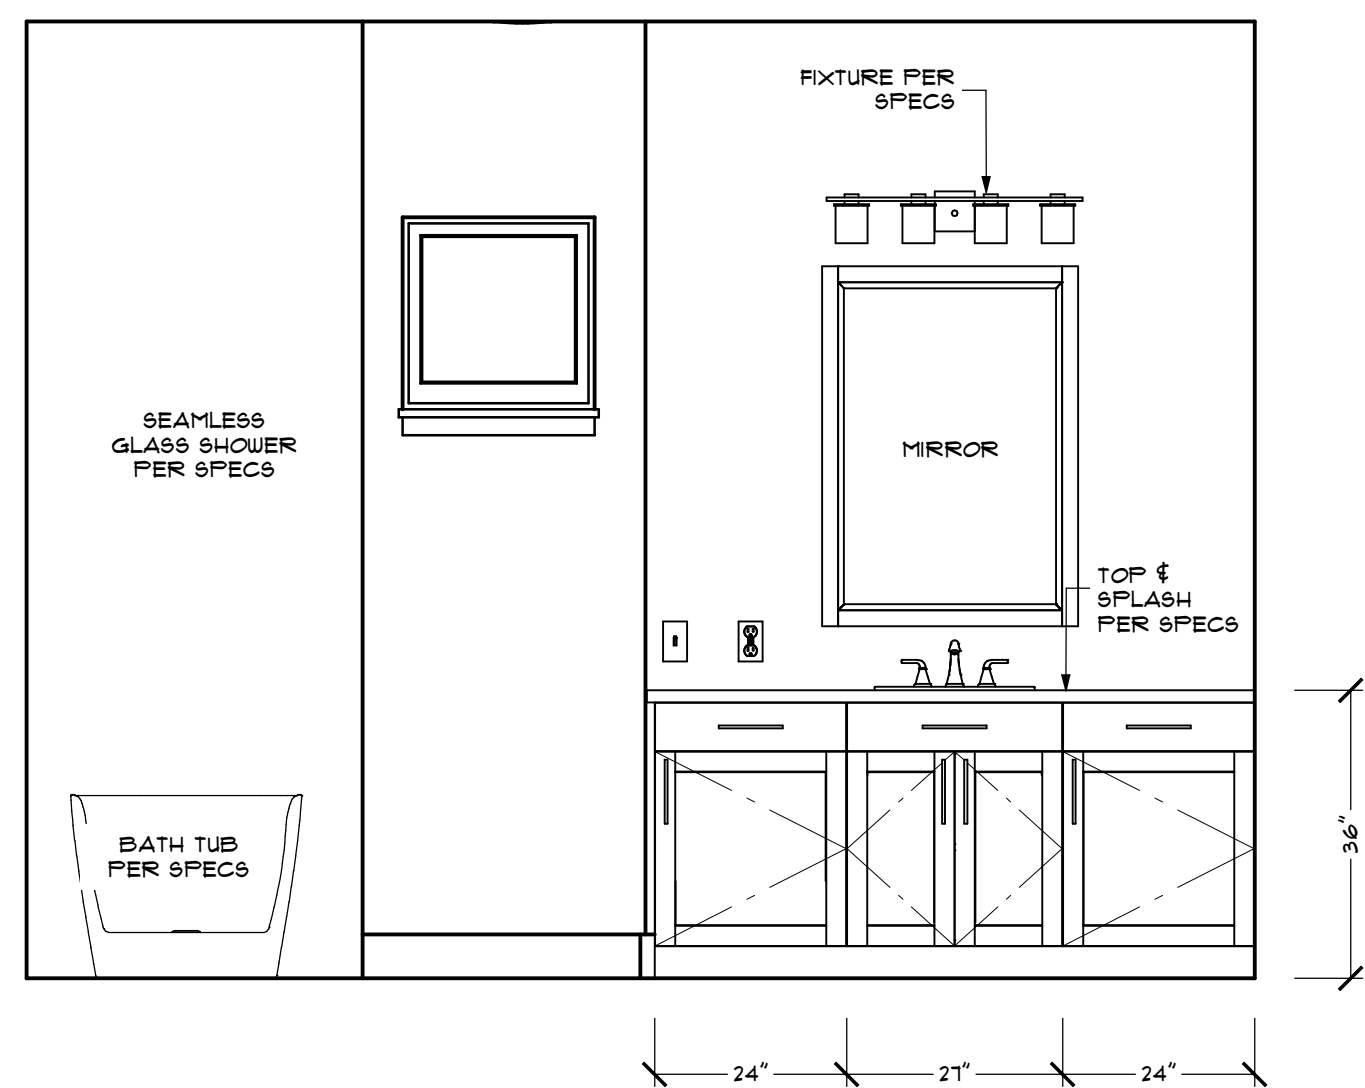 FIXTURE PER
SPECS
SEAMLESS
GLASS SHOWER
PER SPECS
MIRROR
TOP &
SPLASH
PER SPECS
BATH TUB
PER SPECS
36"
24"
27"
24"